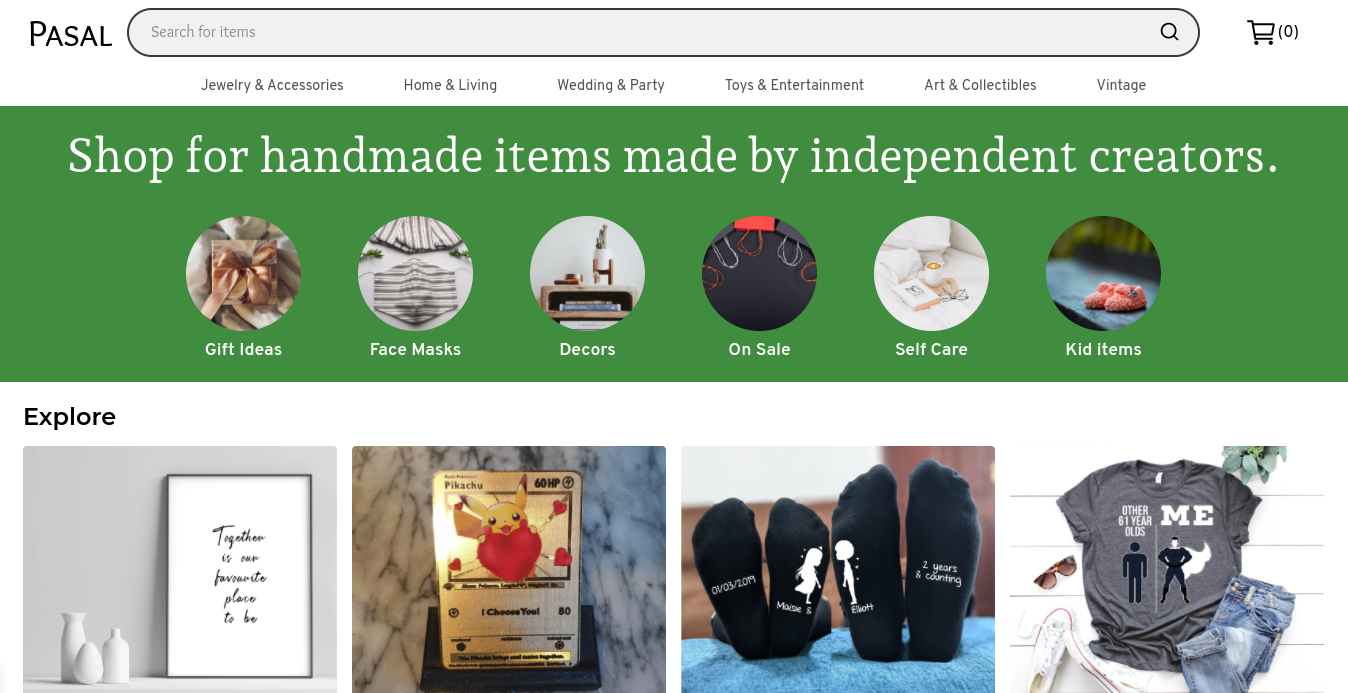 PASAL
Search for items
(0)
Jewelry & Accessories
Home & Living
Wedding & Party
Toys & Entertainment
Art & Collectibles
Vintage
Shop for handmade items made by independent creators.
Gift Ideas
Face Masks
Decors
On Sale
Self Care
Kid items
Explore
Together
is our
favourite
place
to be
Pikachu
60 HP
I Choose You!
80
01/03/2019
Maisie &
Elliott
2 years
& counting
OTHER
61 YEAR
OLDS
ME